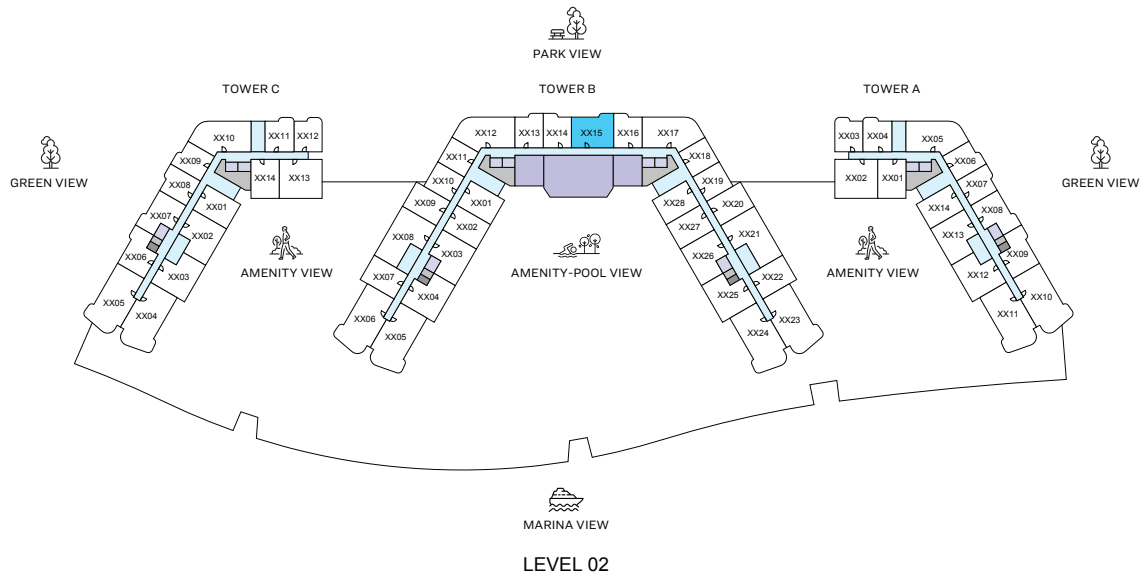 PARK VIEW
TOWER C
TOWER B
TOWER A
GREEN VIEW
GREEN VIEW
AMENITY VIEW
AMENITY-POOL VIEW
AMENITY VIEW
XX10
XX11
XX12
XX09
XX08
XX14
XX13
XX01
XX07
XX02
XX06
XX03
XX05
XX04
XX12
XX13
XX14
XX15
XX16
XX17
XX11
XX18
XX10
XX19
XX09
XX01
XX28
XX20
XX08
XX02
XX27
XX21
XX03
XX26
XX07
XX04
XX25
XX22
XX06
XX05
XX24
XX23
XX03
XX04
XX05
XX06
XX02
XX01
XX07
XX14
XX08
XX13
XX09
XX12
XX10
XX11
MARINA VIEW
LEVEL 02